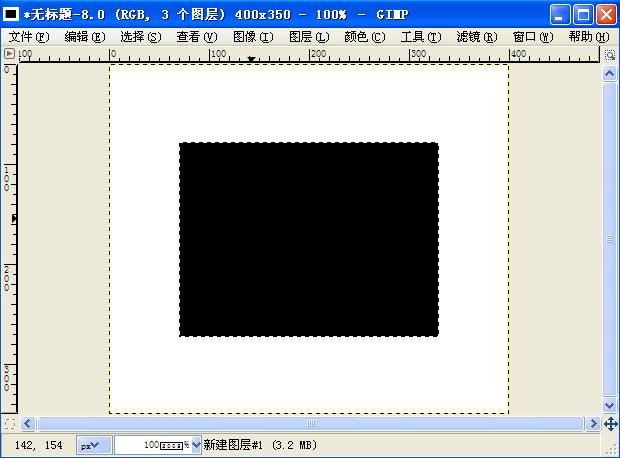 *无标题-8.0 (RGB, 3 个图层) 400x350 - 100% - GIMP
文件(F) 编辑(E) 选择(S) 查看(V) 图像(I) 图层(L) 颜色(C) 工具(T) 滤镜(R) 窗口(W) 帮助(H)
100 0 100 200 300 400
0
100
200
300
142, 154 px 100% 新建图层#1 (3.2 MB)